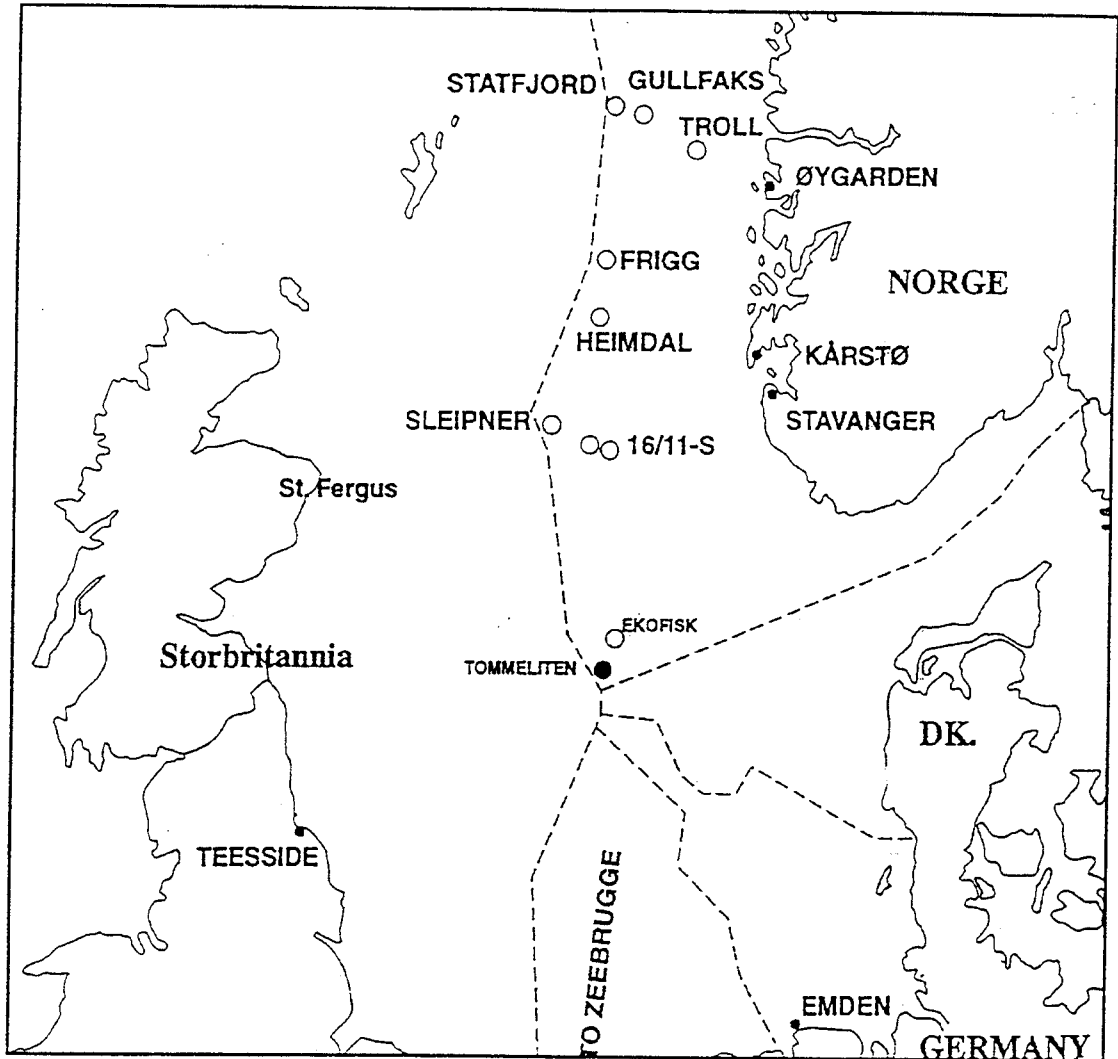 STATFJORD
GULLFAKS
TROLL
ØYGARDEN
FRIGG
NORGE
HEIMDAL
KÅRSTØ
SLEIPNER
STAVANGER
16/11-S
St. Fergus
EKOFISK
Storbritannia
TOMMELITEN
DK.
TEESSIDE
TO ZEEBRUGGE
EMDEN
GERMANY